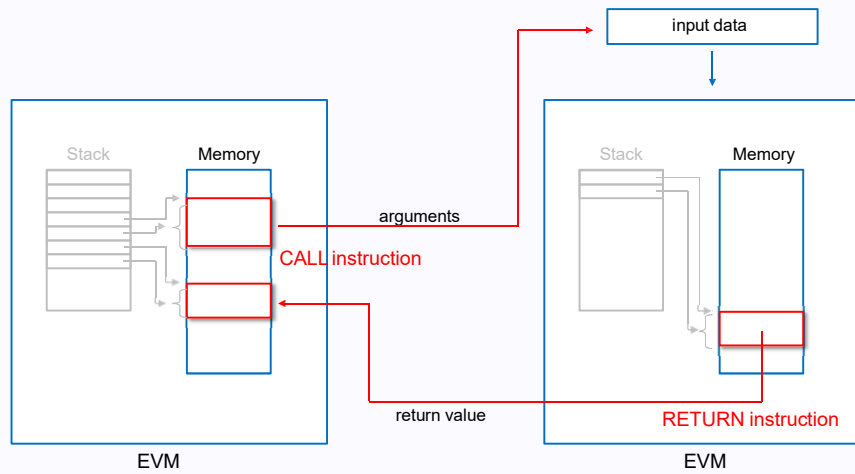 input data
Stack
Memory
Stack
Memory
arguments
CALL instruction
return value
RETURN instruction
EVM
EVM